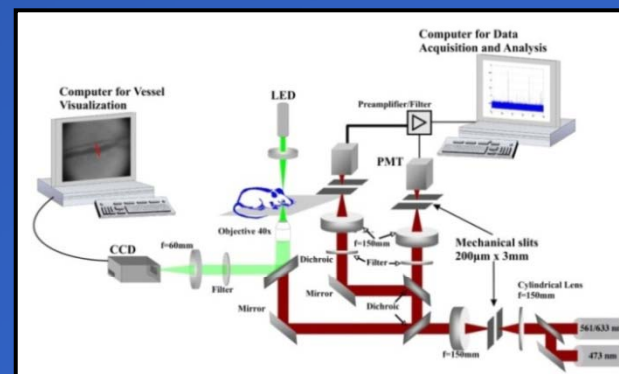 Computer for Data
Acquisition and Analysis
Computer for Vessel
Visualization
LED
Preamplifier/Filter
PMT
Objective 40x
f=150mm
Mechanical slits
200μm x 3mm
CCD
f=60mm
Filter
Dichroic
Filter
Cylindrical Lens
f=150mm
Mirror
Mirror
Dichroic
f=150mm
561/633 nm
473 nm